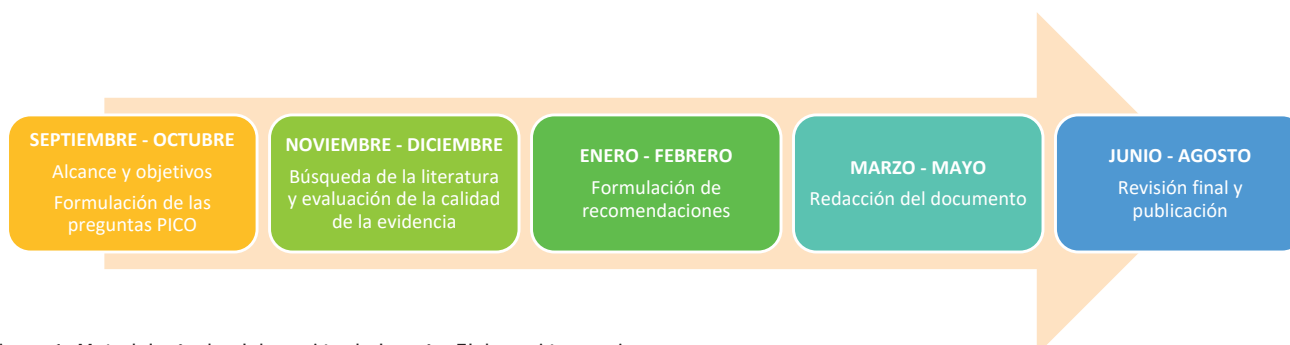 SEPTIEMBRE - OCTUBRE
Alcance y objetivos
Formulación de las
preguntas PICO
NOVIEMBRE - DICIEMBRE
Búsqueda de la literatura
y evaluación de la calidad
de la evidencia
ENERO - FEBRERO
Formulación de
recomendaciones
MARZO - MAYO
Redacción del documento
JUNIO - AGOSTO
Revisión final y
publicación